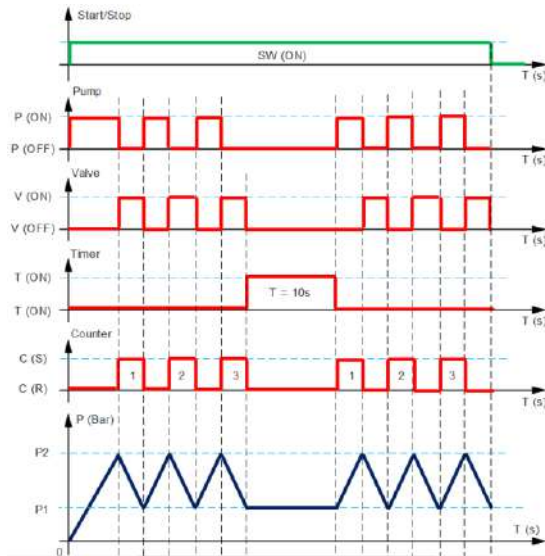 Start/Stop
SW (ON)
T (s)
Pump
P (ON)
P (OFF)
T (s)
Valve
V (ON)
V (OFF)
T (s)
Timer
T (ON)
T = 10s
T (ON)
T (s)
Counter
C (S)
1 2 3 1 2 3
C (R)
T (s)
P (Bar)
P2
P1
T (s)
0